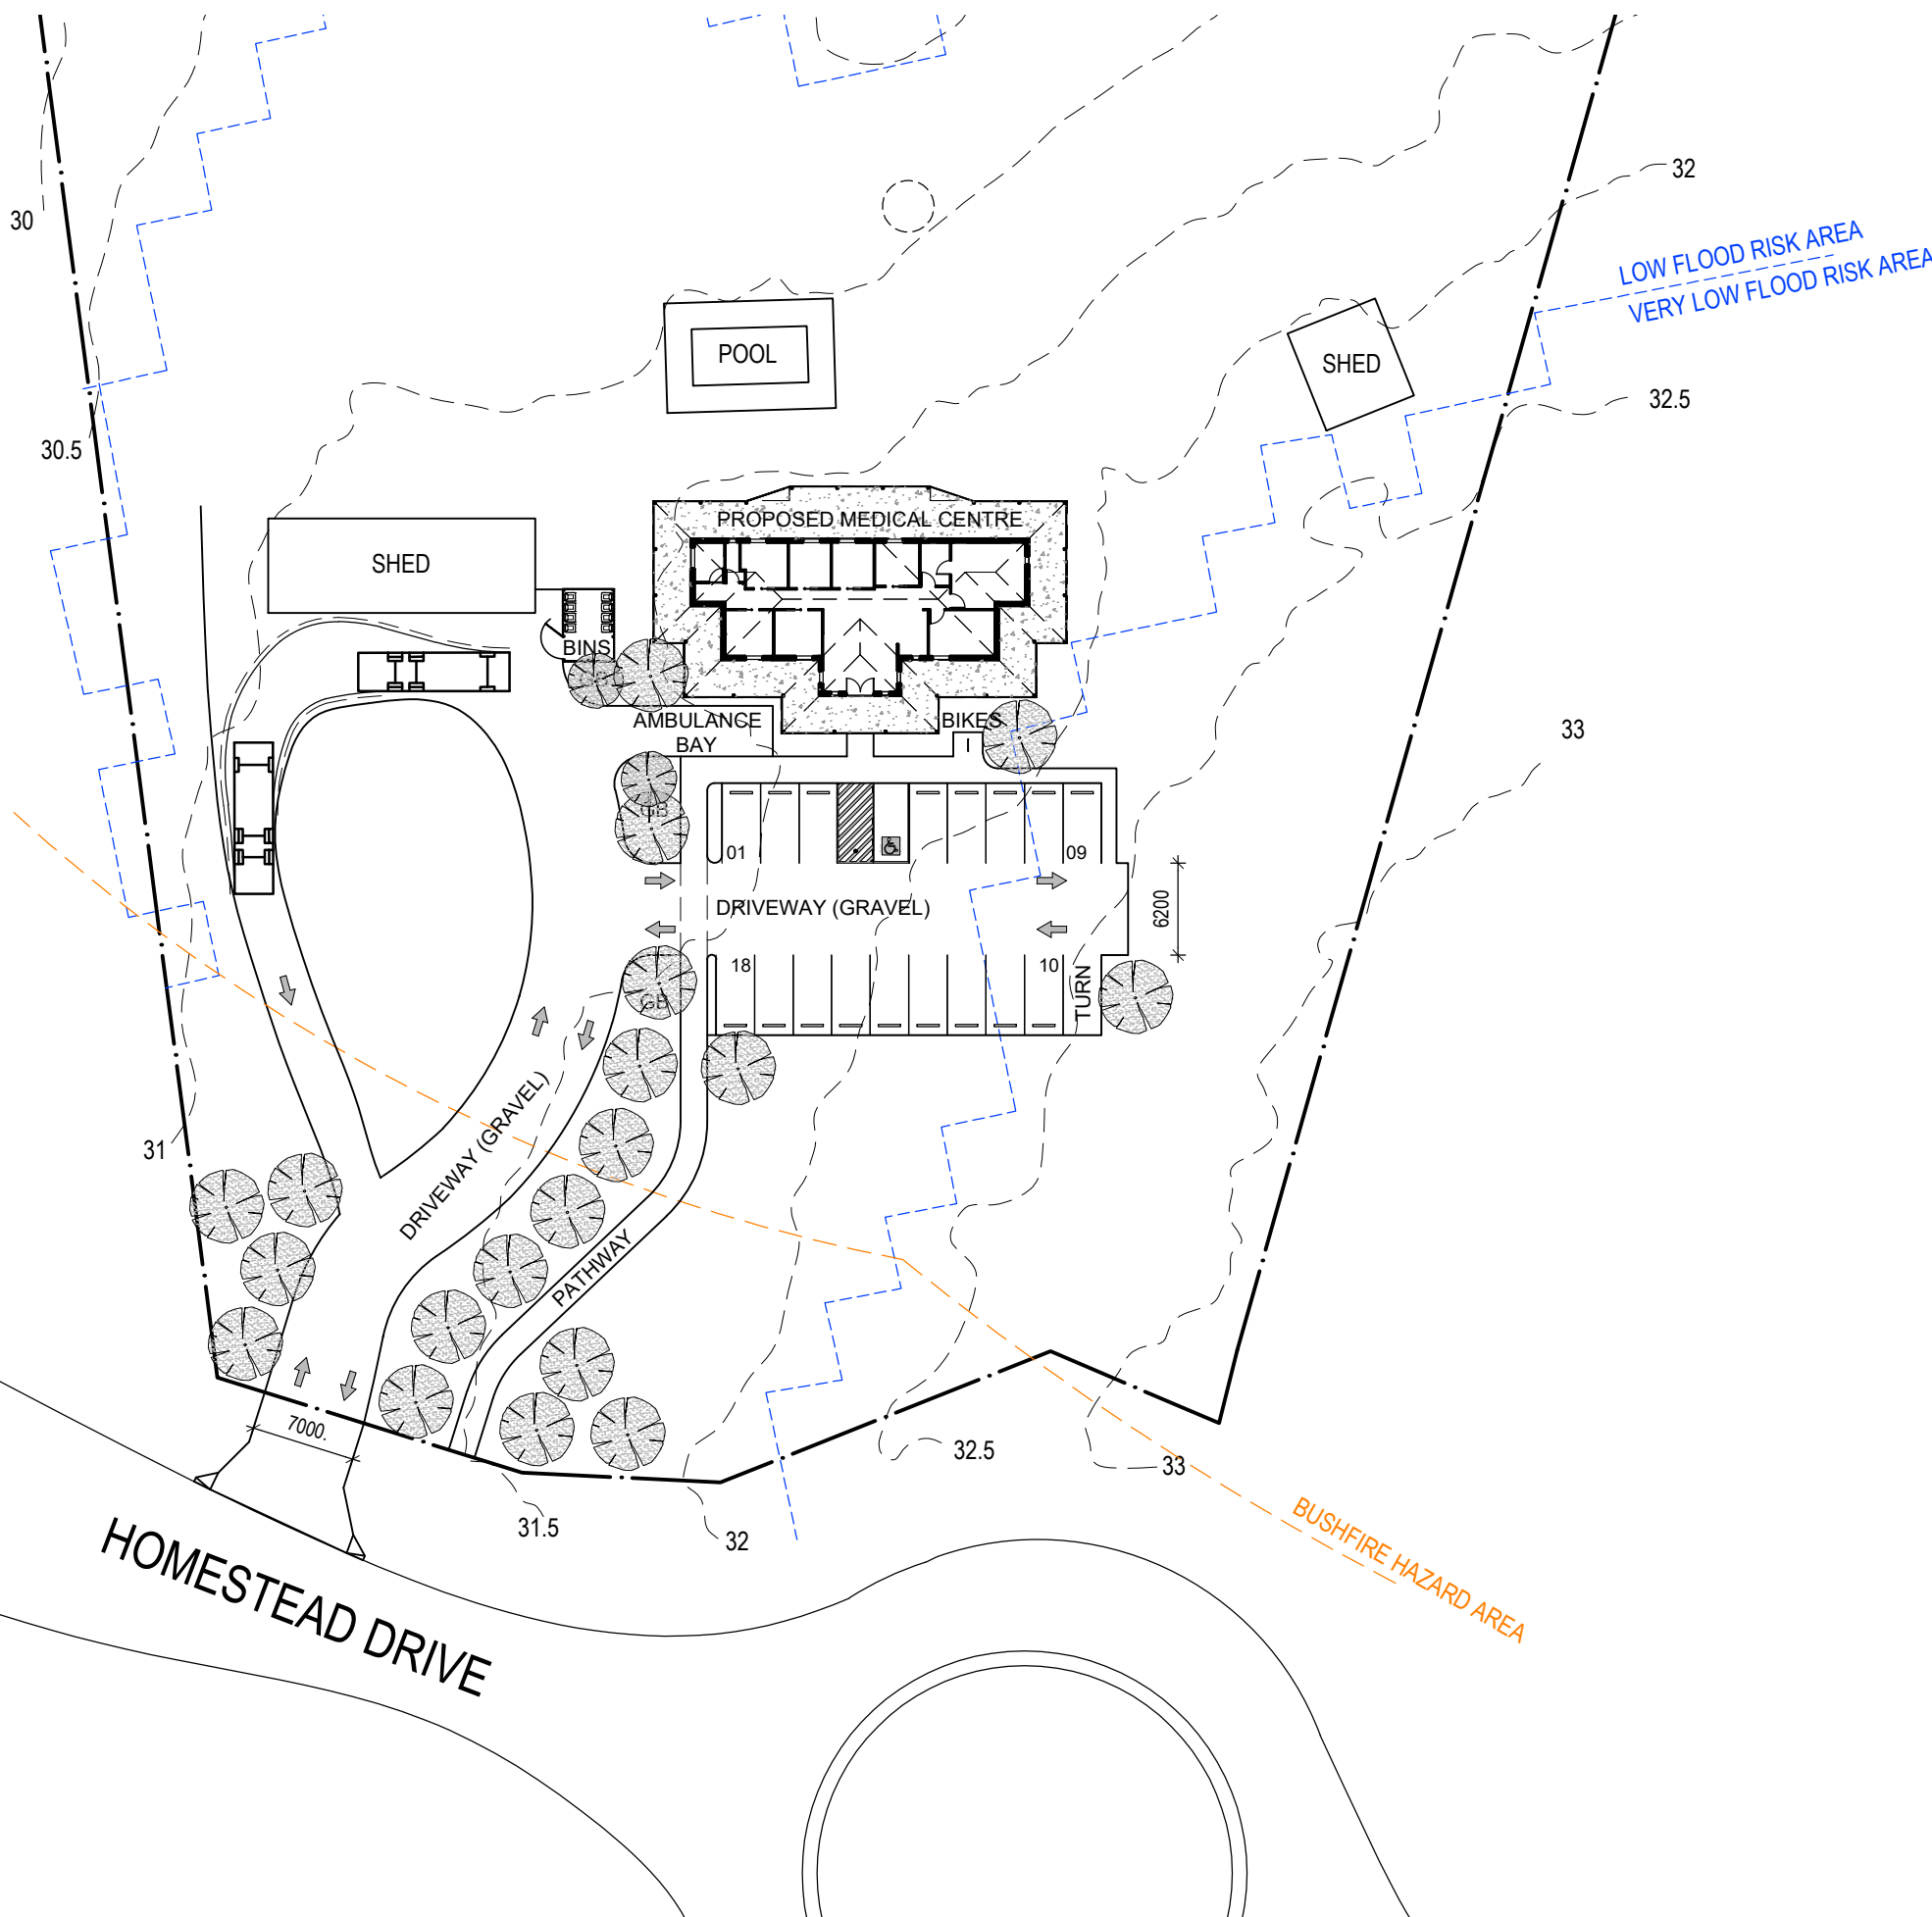 32
30
LOW FLOOD RISK AREA
VERY LOW FLOOD RISK AREA
POOL
SHED
32.5
30.5
PROPOSED MEDICAL CENTRE
SHED
BINS
AMBULANCE
BAY
BIKES
33
GB
01
09
DRIVEWAY (GRAVEL)
6200
18
10
TURN
GB
DRIVEWAY (GRAVEL)
31
PATHWAY
7000.
32.5
33
31.5
32
BUSHFIRE HAZARD AREA
HOMESTEAD DRIVE